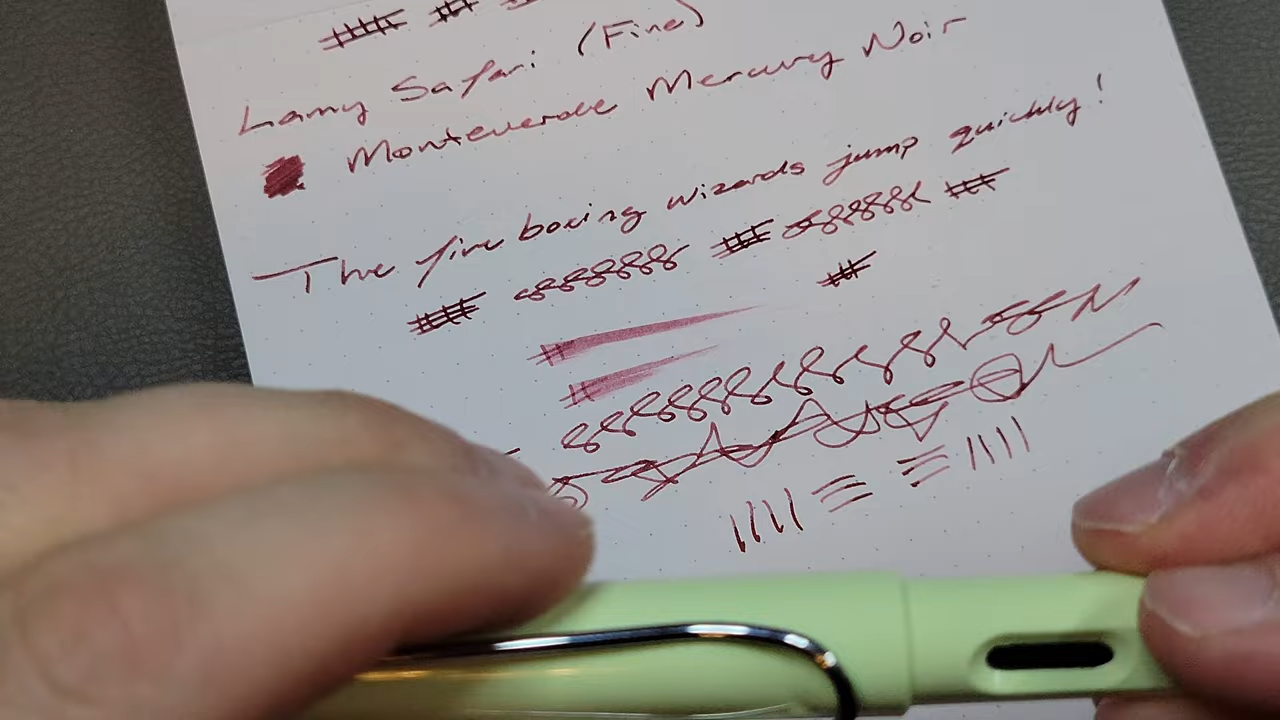 Lamy Safari (Fine)
Monteverde Mercury Noir
The five boxing wizards jump quickly!